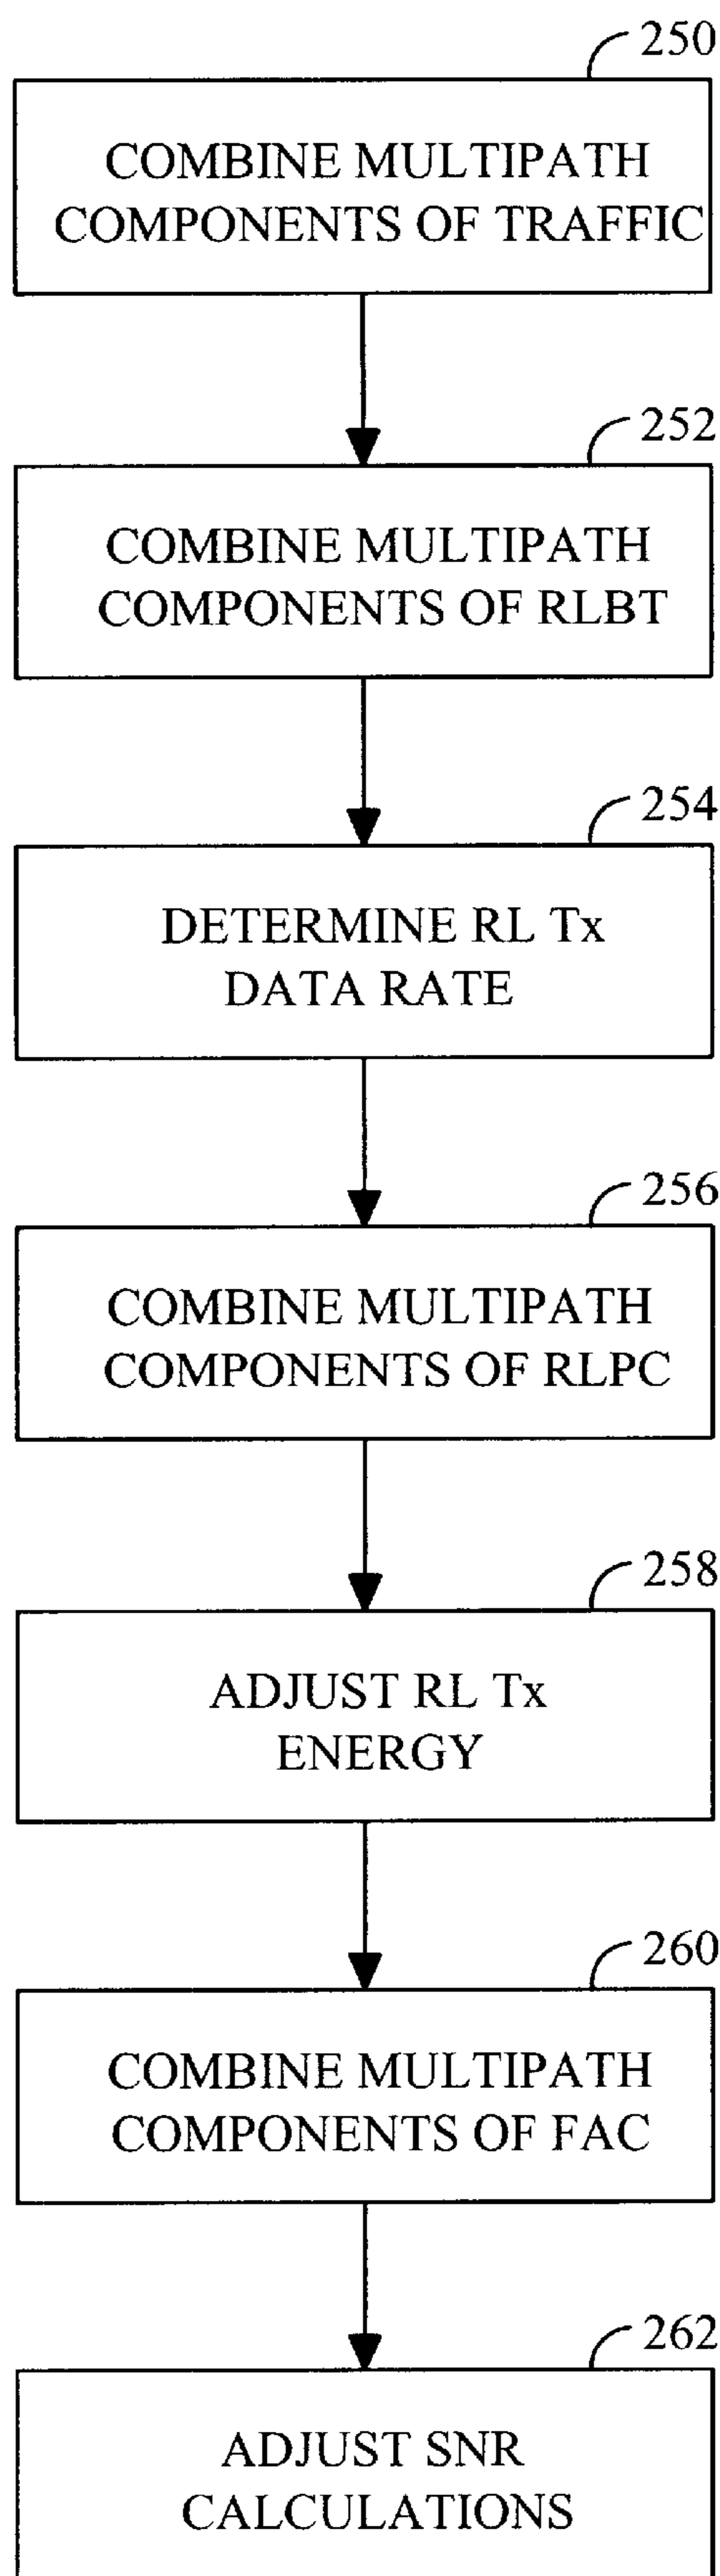 250
COMBINE MULTIPATH
COMPONENTS OF TRAFFIC
252
COMBINE MULTIPATH
COMPONENTS OF RLBT
254
DETERMINE RL Tx
DATA RATE
256
COMBINE MULTIPATH
COMPONENTS OF RLPC
258
ADJUST RL Tx
ENERGY
260
COMBINE MULTIPATH
COMPONENTS OF FAC
262
ADJUST SNR
CALCULATIONS